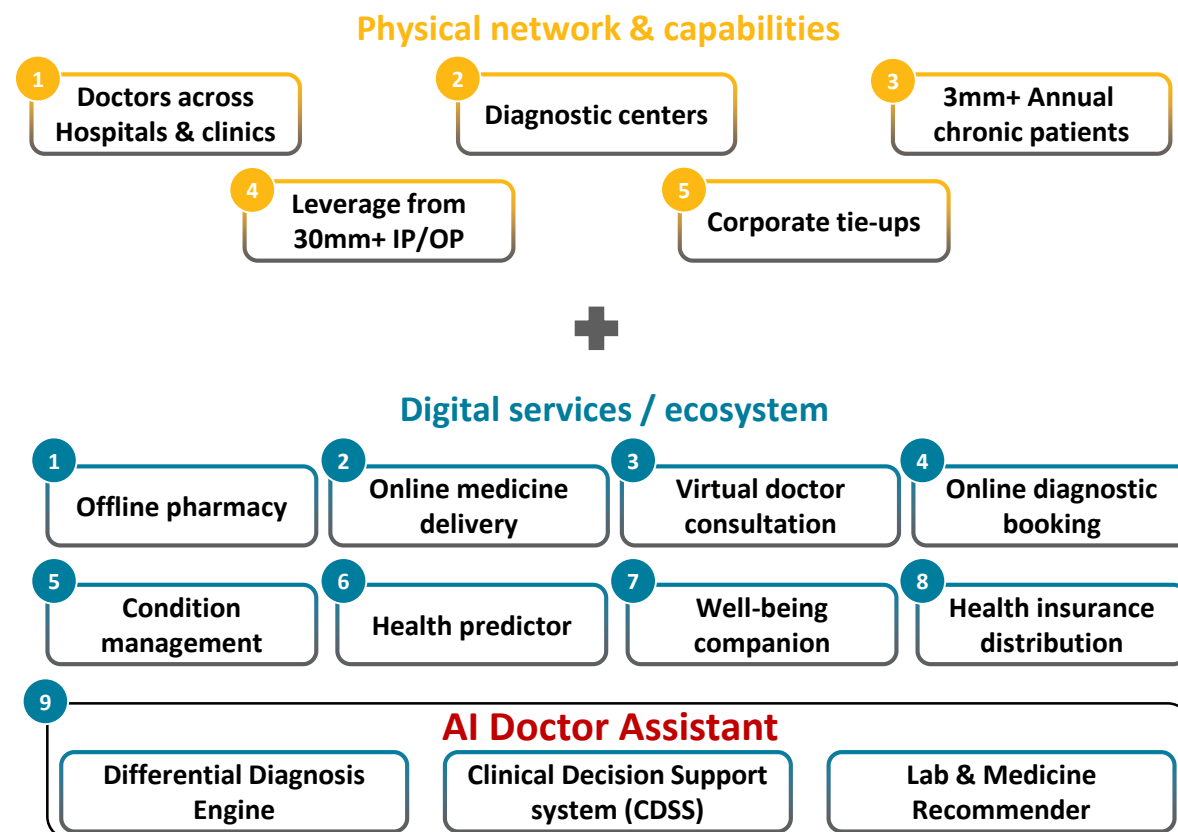 Physical network & capabilities
1
Doctors across
Hospitals & clinics
2
Diagnostic centers
3
3mm+ Annual
chronic patients
4
Leverage from
30mm+ IP/OP
5
Corporate tie-ups
Digital services / ecosystem
1
Offline pharmacy
2
Online medicine
delivery
3
Virtual doctor
consultation
4
Online diagnostic
booking
5
Condition
management
6
Health predictor
7
Well-being
companion
8
Health insurance
distribution
9
AI Doctor Assistant
Differential Diagnosis
Engine
Clinical Decision Support
system (CDSS)
Lab & Medicine
Recommender